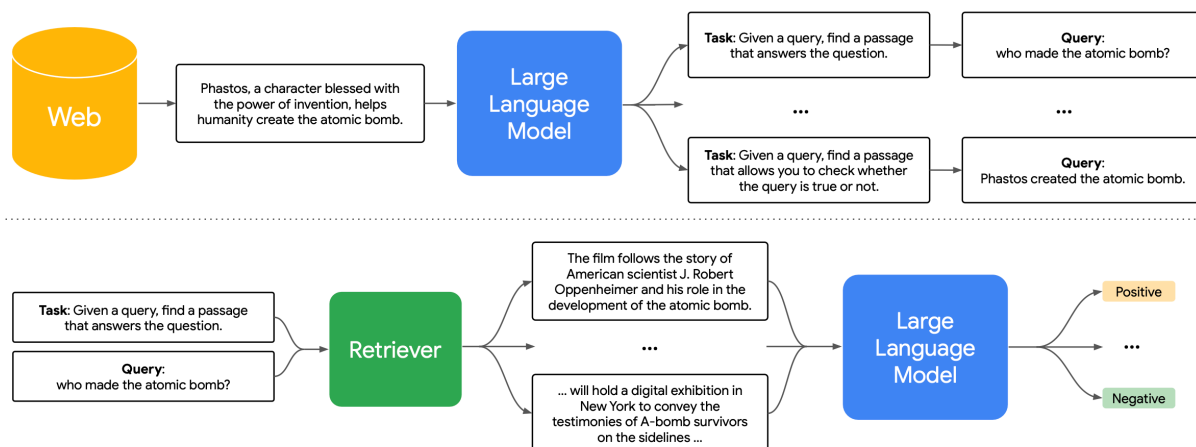 Web
Phastos, a character blessed with
the power of invention, helps
humanity create the atomic bomb.
Large
Language
Model
Task: Given a query, find a passage
that answers the question.
Query:
who made the atomic bomb?
...
...
Task: Given a query, find a passage
that allows you to check whether
the query is true or not.
Query:
Phastos created the atomic bomb.
Task: Given a query, find a passage
that answers the question.
Query:
who made the atomic bomb?
Retriever
The film follows the story of
American scientist J. Robert
Oppenheimer and his role in the
development of the atomic bomb.
...
... will hold a digital exhibition in
New York to convey the
testimonies of A-bomb survivors
on the sidelines ...
Large
Language
Model
Positive
...
Negative